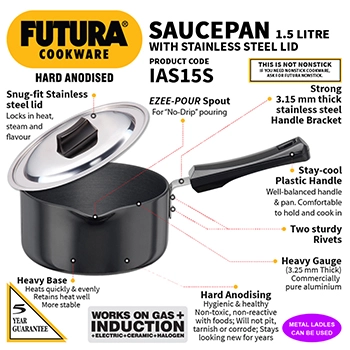 FUTURA®
COOKWARE
HARD ANODISED
SAUCEPAN 1.5 LITRE
WITH STAINLESS STEEL LID
PRODUCT CODE
IAS15S
THIS IS NOT NONSTICK
IF YOU NEED NONSTICK COOKWARE,
ASK FOR FUTURA NONSTICK.
Snug-fit Stainless
steel lid
Locks in heat,
steam and
flavour
EZEE-POUR Spout
For “No-Drip” pouring
Strong
3.15 mm thick
stainless steel
Handle Bracket
Stay-cool
Plastic Handle
Well-balanced handle
& pan. Comfortable
to hold and cook in
Two sturdy
Rivets
Heavy Gauge
(3.25 mm Thick)
Commercially
pure aluminium
Heavy Base
Heats quickly & evenly
Retains heat well
More stable
Hard Anodising
Hygienic & healthy
Non-toxic, non-reactive
with foods; Will not pit,
tarnish or corrode; Stays
looking new for years
5
YEAR
GUARANTEE
WORKS ON GAS +
INDUCTION
+ELECTRIC+CERAMIC+HALOGEN
METAL LADLES
CAN BE USED